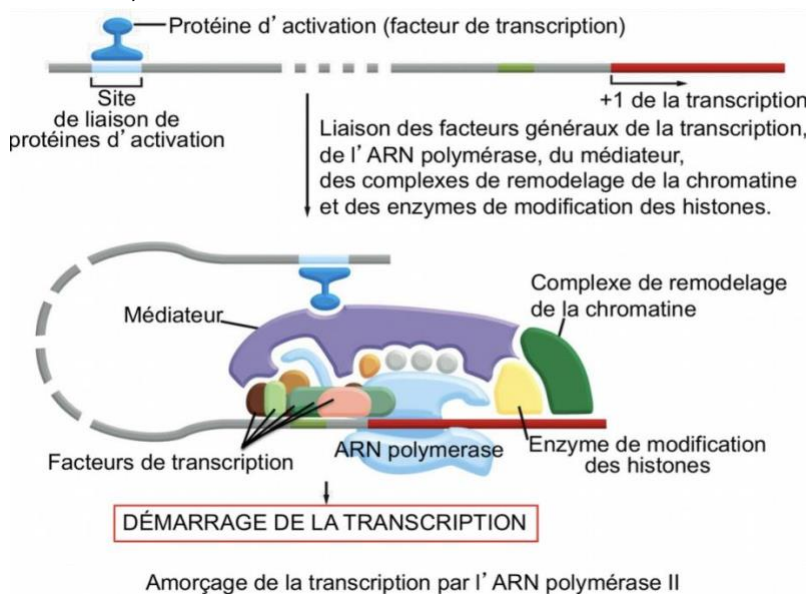 Protéine d'activation (facteur de transcription)
Site
de liaison de
protéines d'activation
+1 de la transcription
Liaison des facteurs généraux de la transcription,
de l'ARN polymérase, du médiateur,
des complexes de remodelage de la chromatine
et des enzymes de modification des histones.
Complexe de remodelage
de la chromatine
Médiateur
Facteurs de transcription
ARN polymerase
Enzyme de modification
des histones
DÉMARRAGE DE LA TRANSCRIPTION
Amorçage de la transcription par l'ARN polymérase II